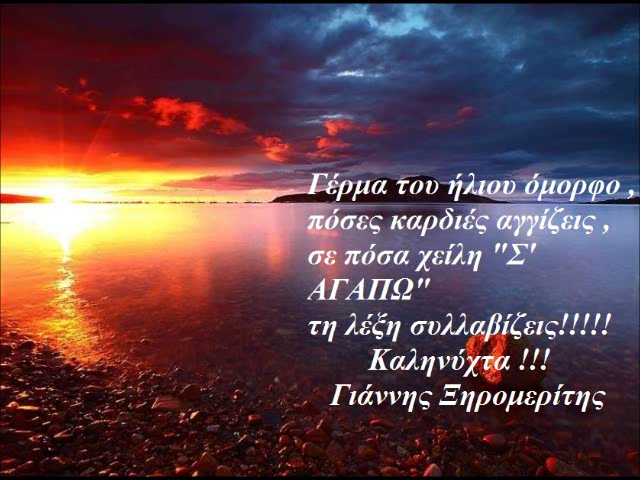 Γέρμα του ήλιου όμορφο ,
πόσες καρδιές αγγίζεις ,
σε πόσα χείλη "Σ'
ΑΓΑΠΩ"
τη λέξη συλλαβίζεις!!!!!
Καληνύχτα !!!
Γιάννης Ξηρομερίτης